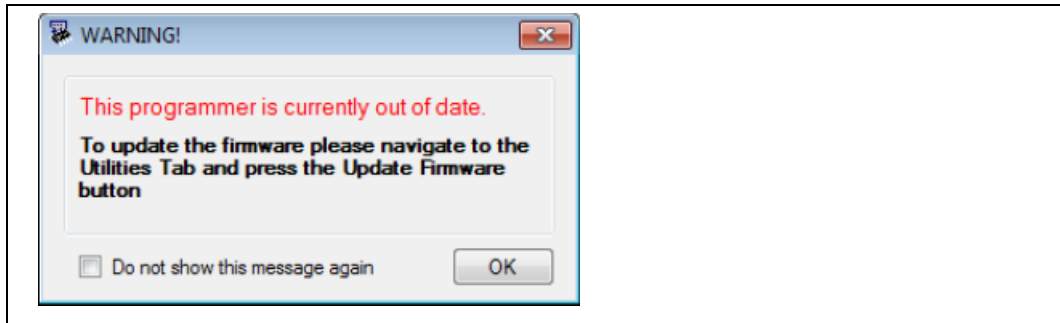 WARNING!
This programmer is currently out of date.
To update the firmware please navigate to the
Utilities Tab and press the Update Firmware
button
Do not show this message again
OK